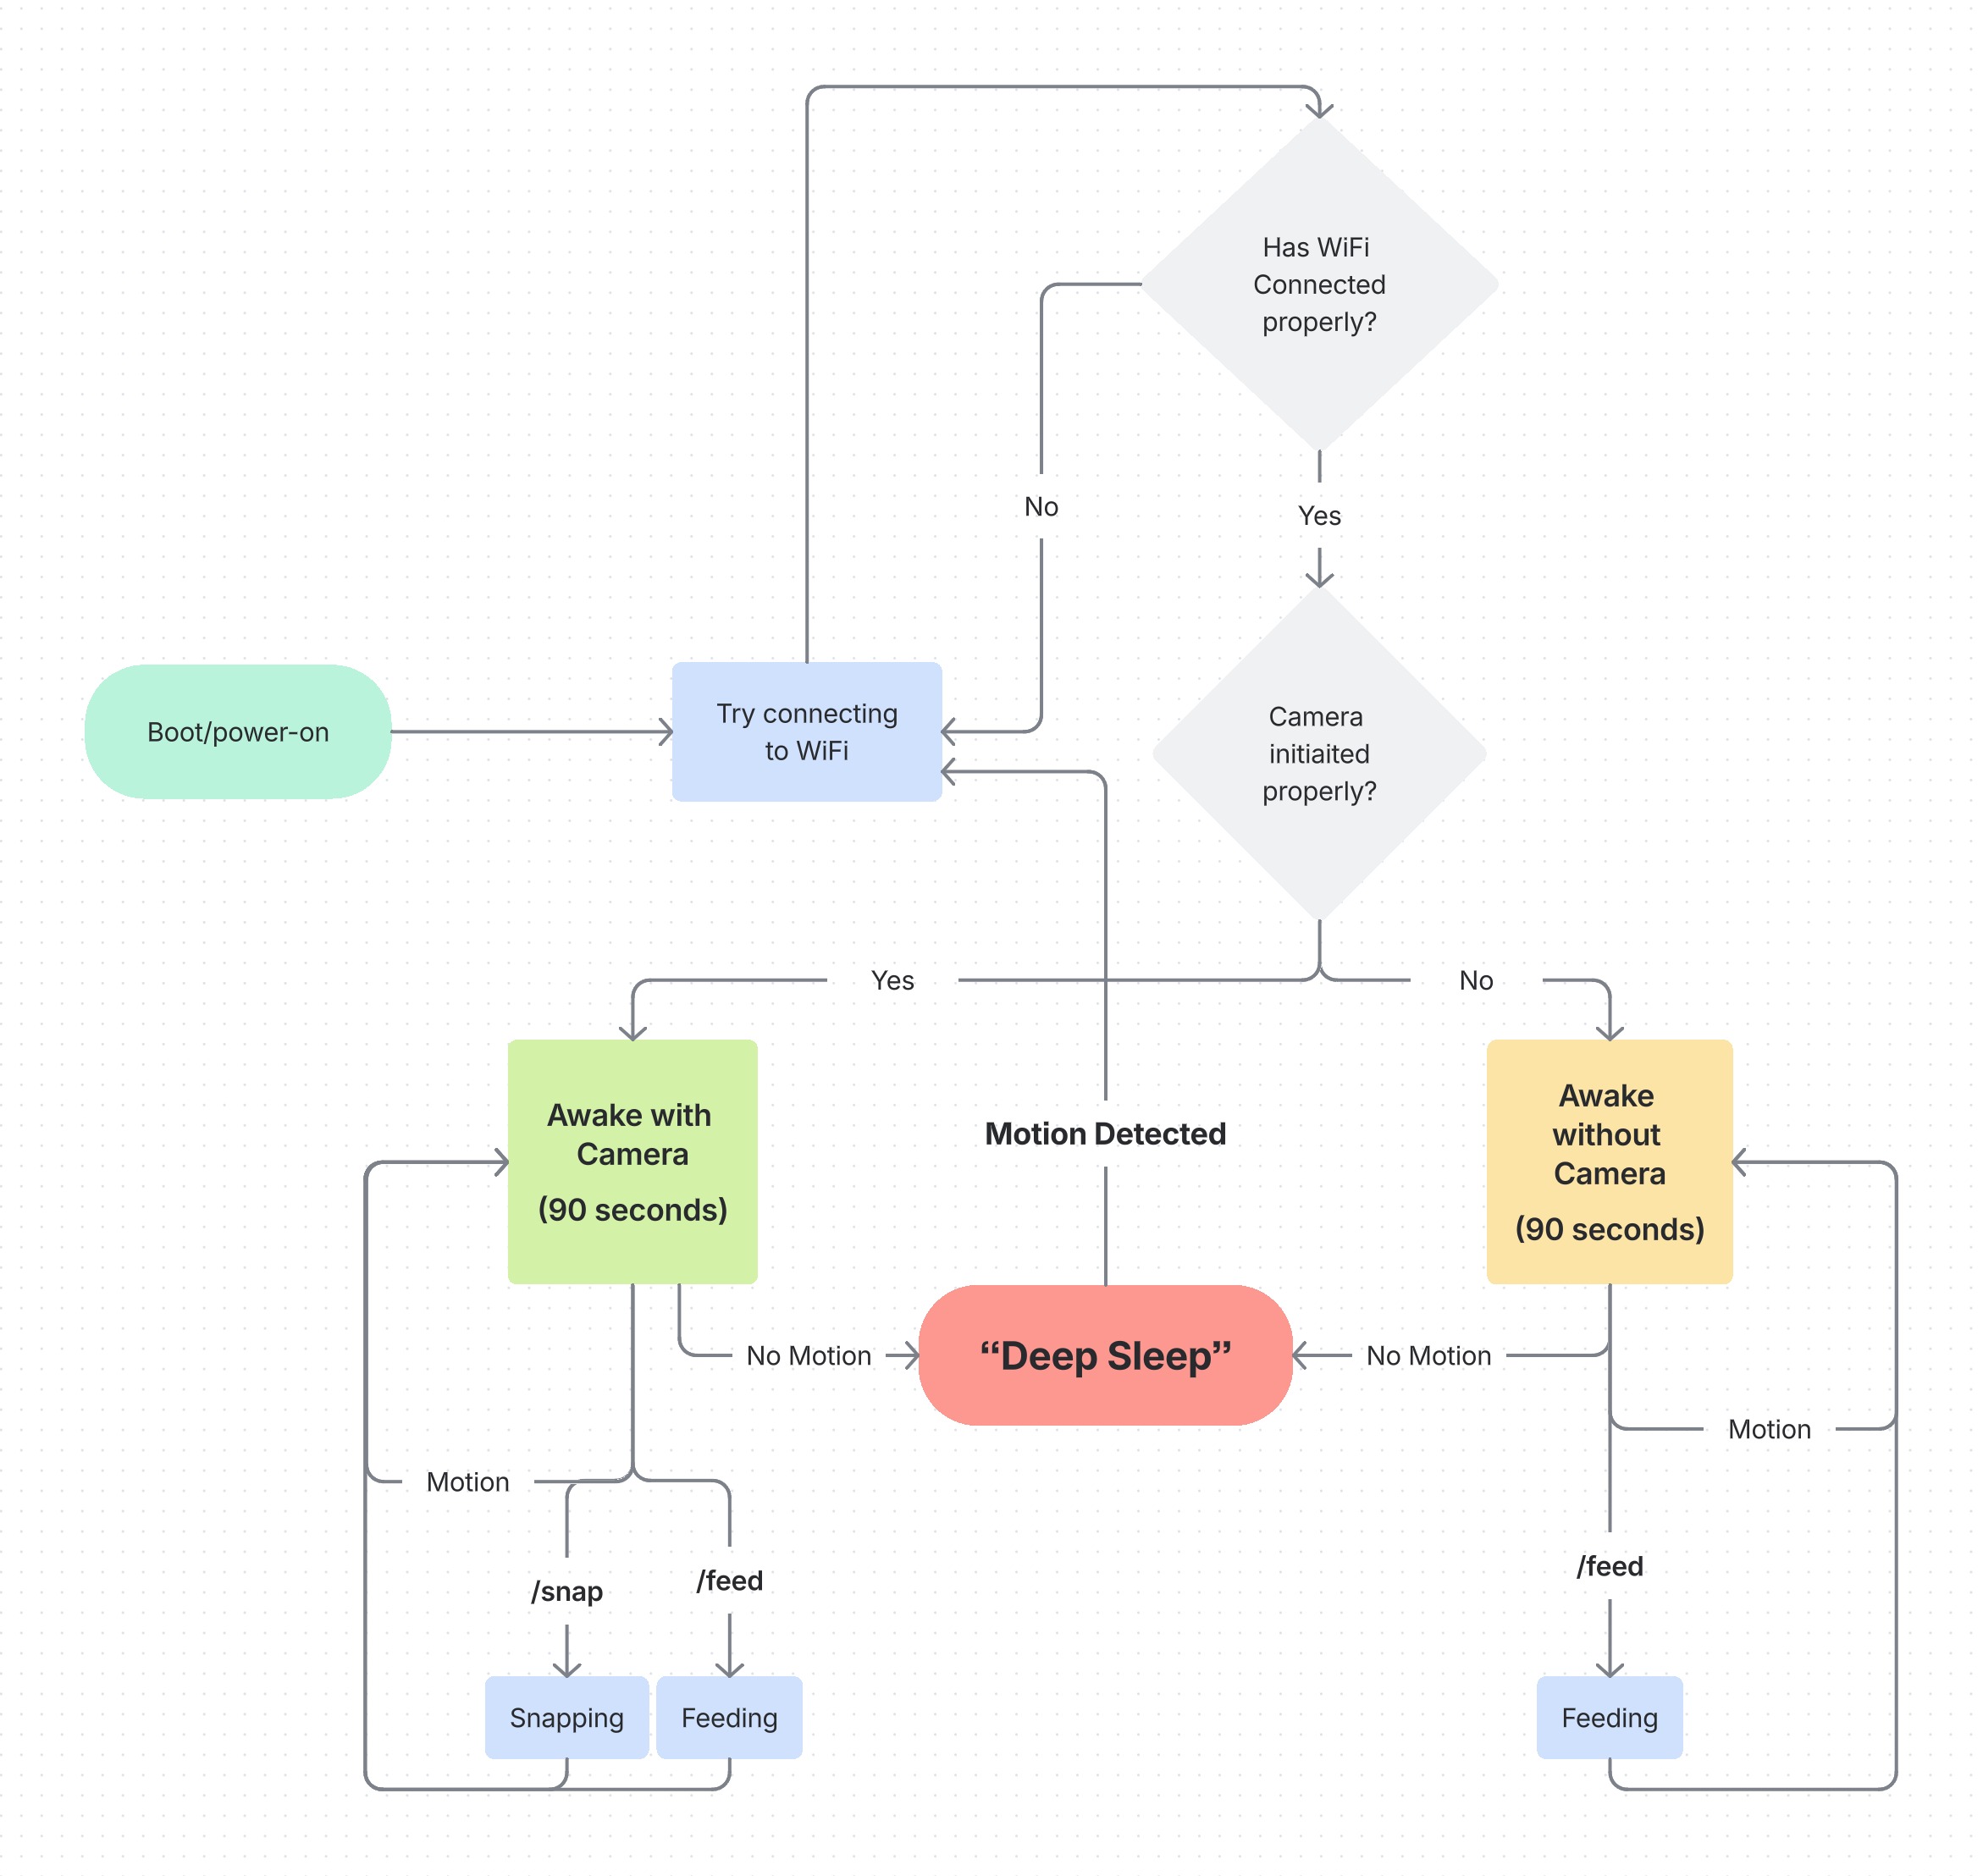 Has WiFi
Connected
properly?
No
Yes
Boot/power-on
Try connecting
to WiFi
Camera
initiaited
properly?
Yes
No
Awake with
Camera
(90 seconds)
Motion Detected
Awake
without
Camera
(90 seconds)
No Motion
“Deep Sleep”
No Motion
Motion
Motion
/snap
/feed
/feed
Snapping
Feeding
Feeding